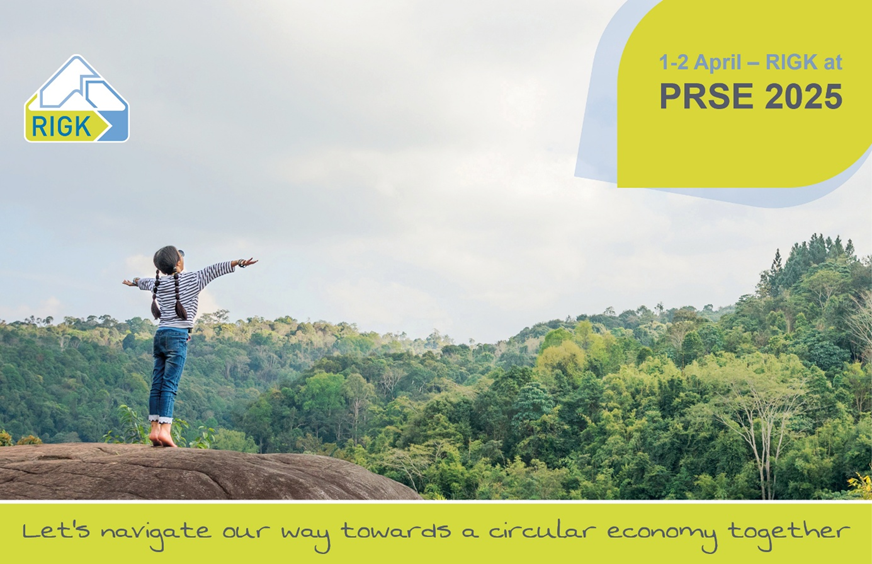 RIGK
1-2 April – RIGK at
PRSE 2025
Let's navigate our way towards a circular economy together